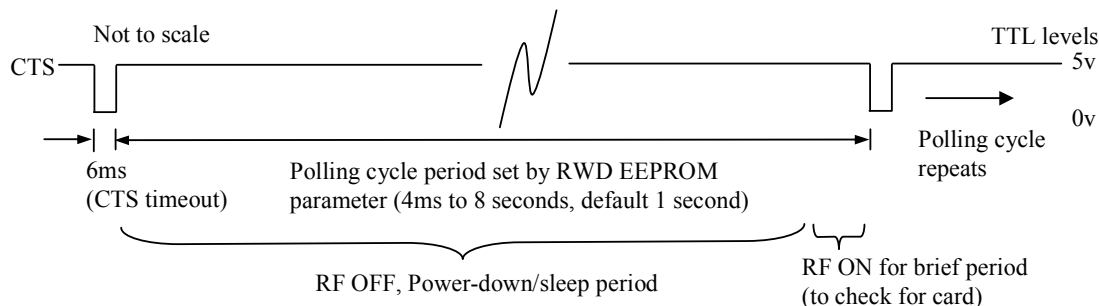 Not to scale
TTL levels
CTS
5v
0v
6ms
(CTS timeout)
Polling cycle period set by RWD EEPROM
parameter (4ms to 8 seconds, default 1 second)
Polling cycle
repeats
RF OFF, Power-down/sleep period
RF ON for brief period
(to check for card)